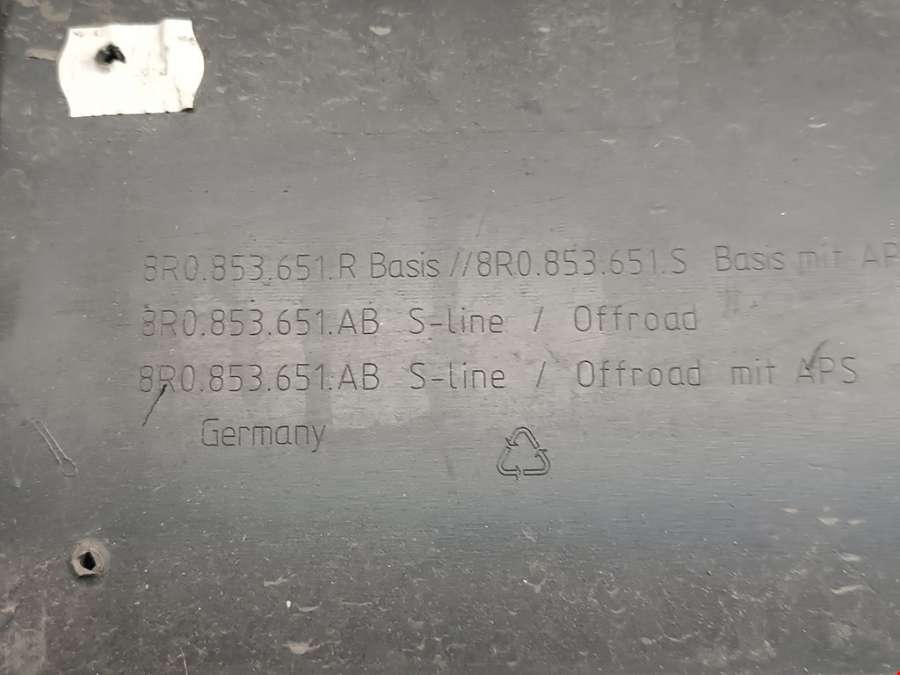 8R0.853.651.R Basis //8R0.853.651.S Basis mit AP
8R0.853.651.AB S-line / Offroad
8R0.853.651.AB S-line / Offroad mit APS
Germany